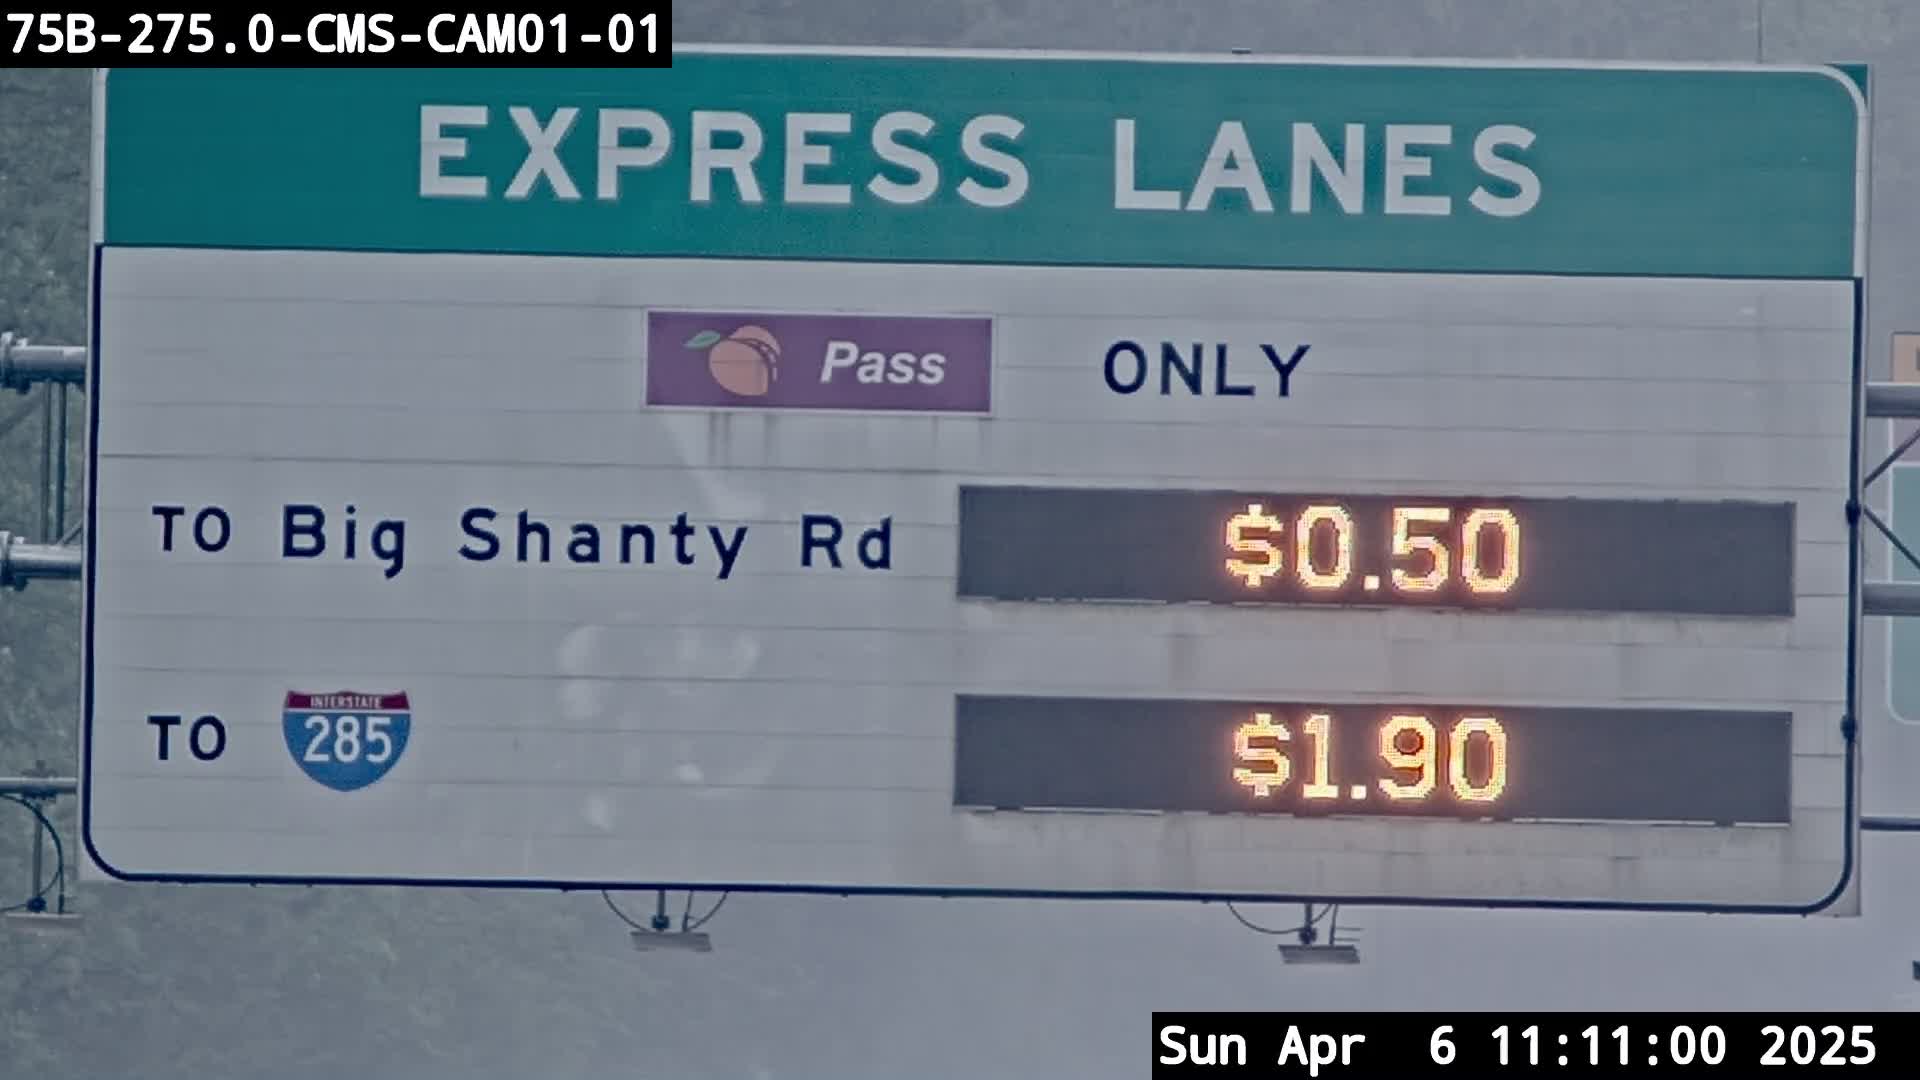 75B-275.0-CMS-CAM01-01
EXPRESS LANES
Pass ONLY
TO Big Shanty Rd $0.50
INTERSTATE
TO 285 $1.90
Sun Apr 6 11:11:00 2025